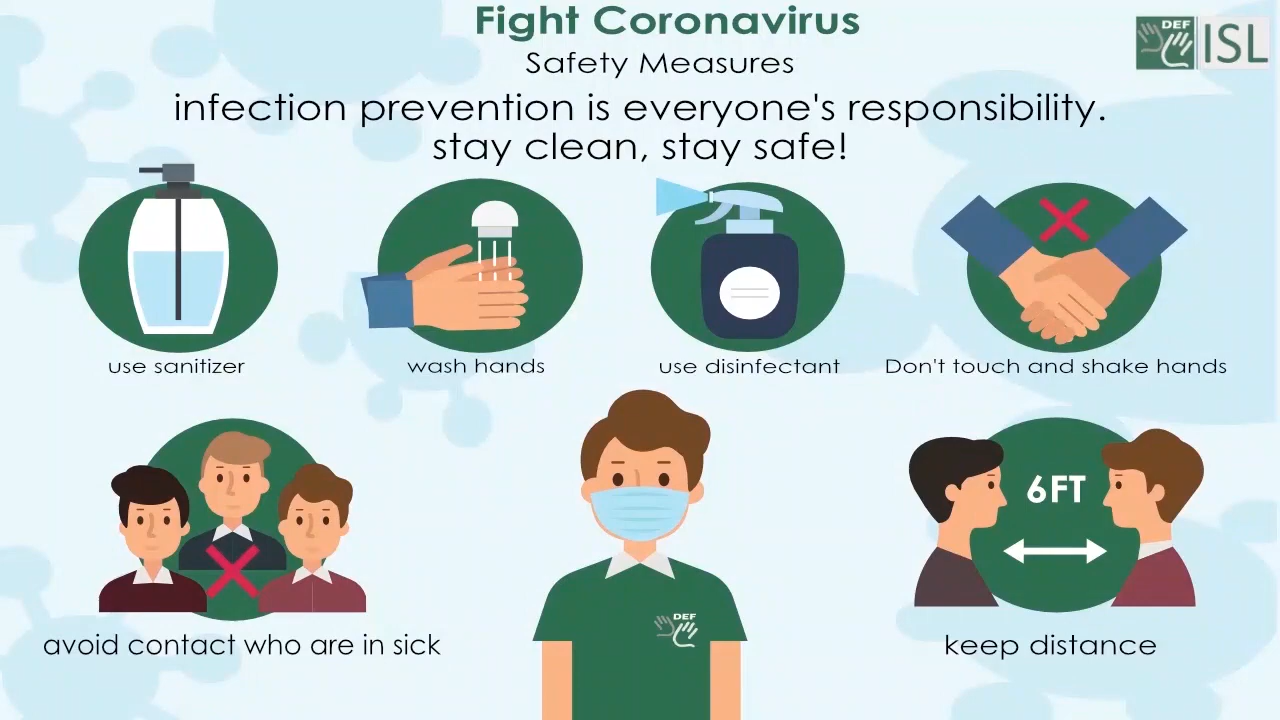 Fight Coronavirus
DEF
ISL
Safety Measures
infection prevention is everyone's responsibility.
stay clean, stay safe!
use sanitizer
wash hands
use disinfectant
Don't touch and shake hands
6FT
DEF
avoid contact who are in sick
keep distance